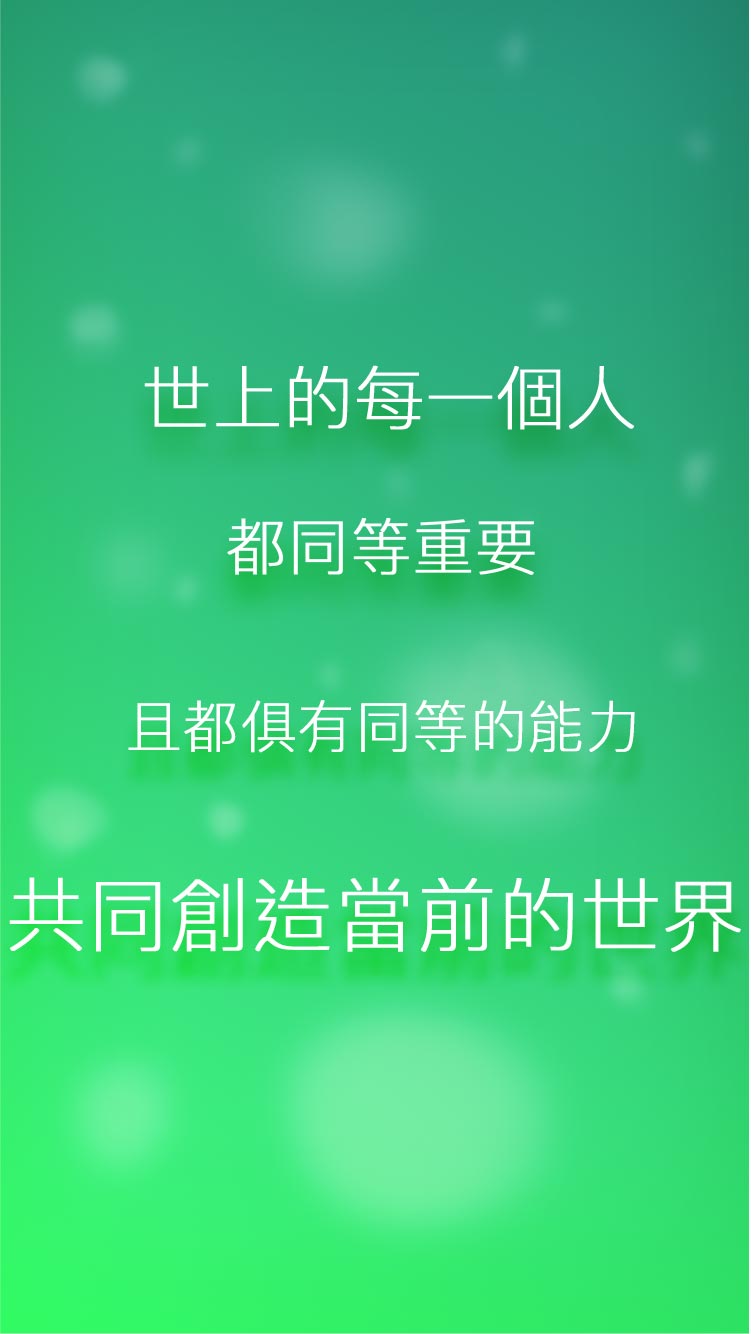 世上的每一個人
都同等重要
且都俱有同等的能力
共同創造當前的世界